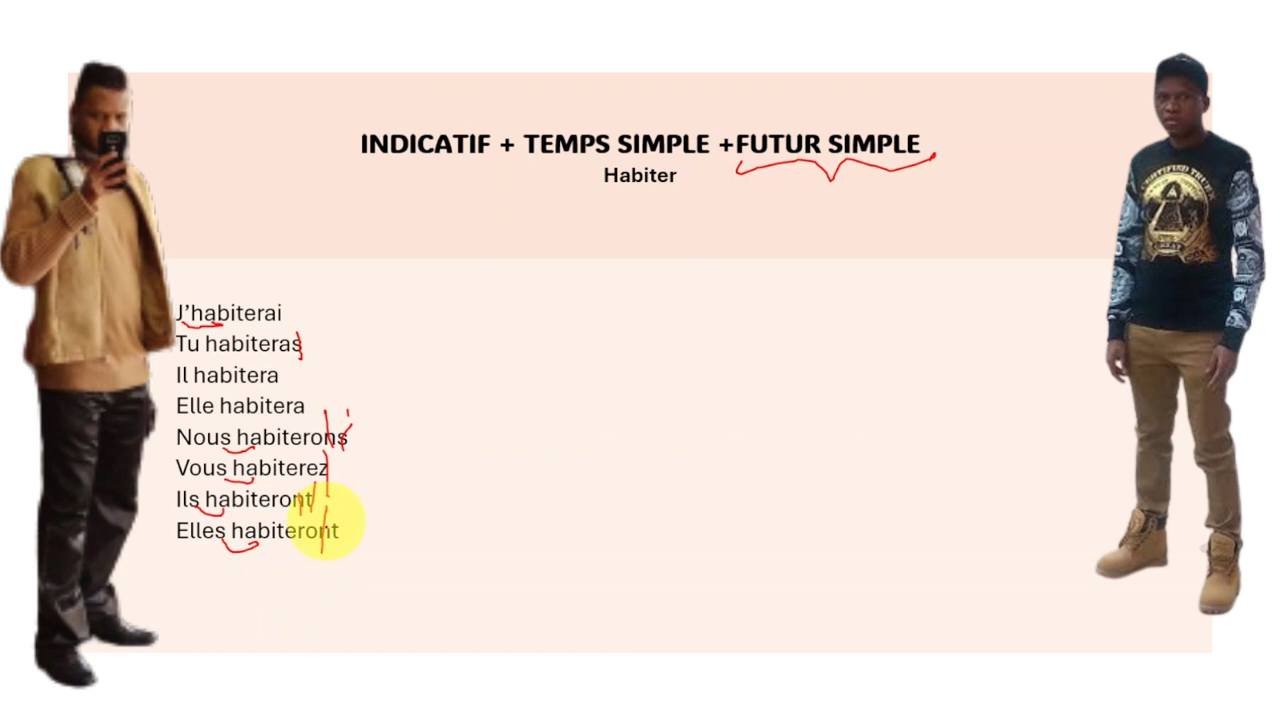 INDICATIF + TEMPS SIMPLE +FUTUR SIMPLE
Habiter
J’habiterai
Tu habiteras
Il habitera
Elle habitera
Nous habiterons
Vous habiterez
Ils habiteront
Elles habiteront